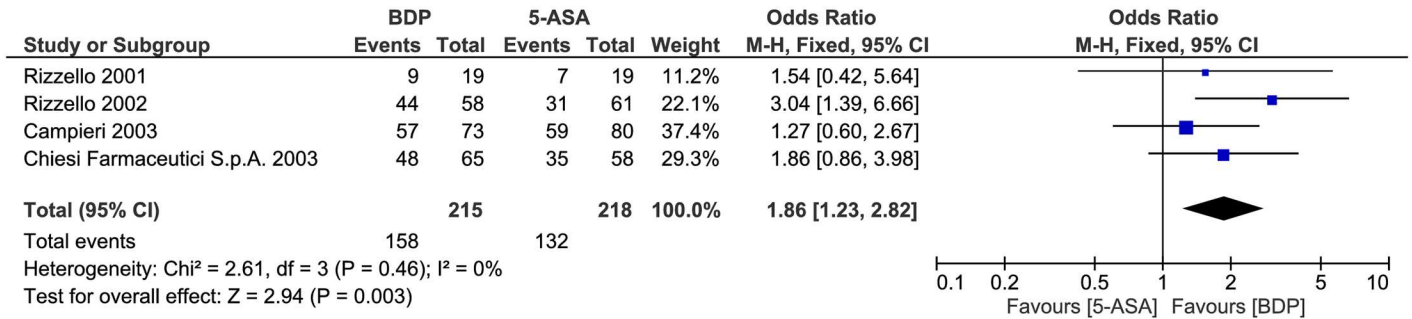 BDP 5-ASA Odds Ratio Odds Ratio
Study or Subgroup Events Total Events Total Weight M-H, Fixed, 95% CI M-H, Fixed, 95% CI
Rizzello 2001 9 19 7 19 11.2% 1.54 [0.42, 5.64]
Rizzello 2002 44 58 31 61 22.1% 3.04 [1.39, 6.66]
Campieri 2003 57 73 59 80 37.4% 1.27 [0.60, 2.67]
Chiesi Farmaceutici S.p.A. 2003 48 65 35 58 29.3% 1.86 [0.86, 3.98]
Total (95% CI) 215 218 100.0% 1.86 [1.23, 2.82]
Total events 158 132
Heterogeneity: Chi² = 2.61, df = 3 (P = 0.46); I² = 0%
Test for overall effect: Z = 2.94 (P = 0.003)
0.1 0.2 0.5 1 2 5 10
Favours [5-ASA] Favours [BDP]